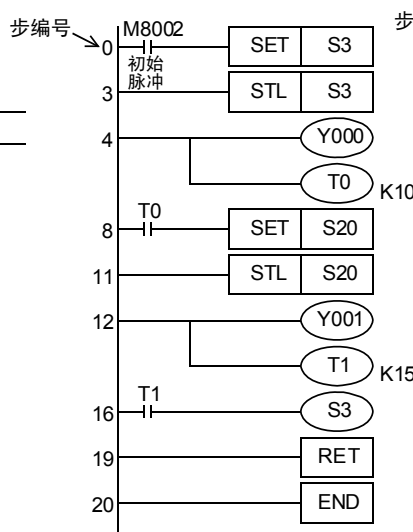 步编号 步
0 M8002 SET S3
初始
脉冲
3 STL S3
4 Y000
T0 K10
8 T0 SET S20
11 STL S20
12 Y001
T1 K15
16 T1 S3
19 RET
20 END